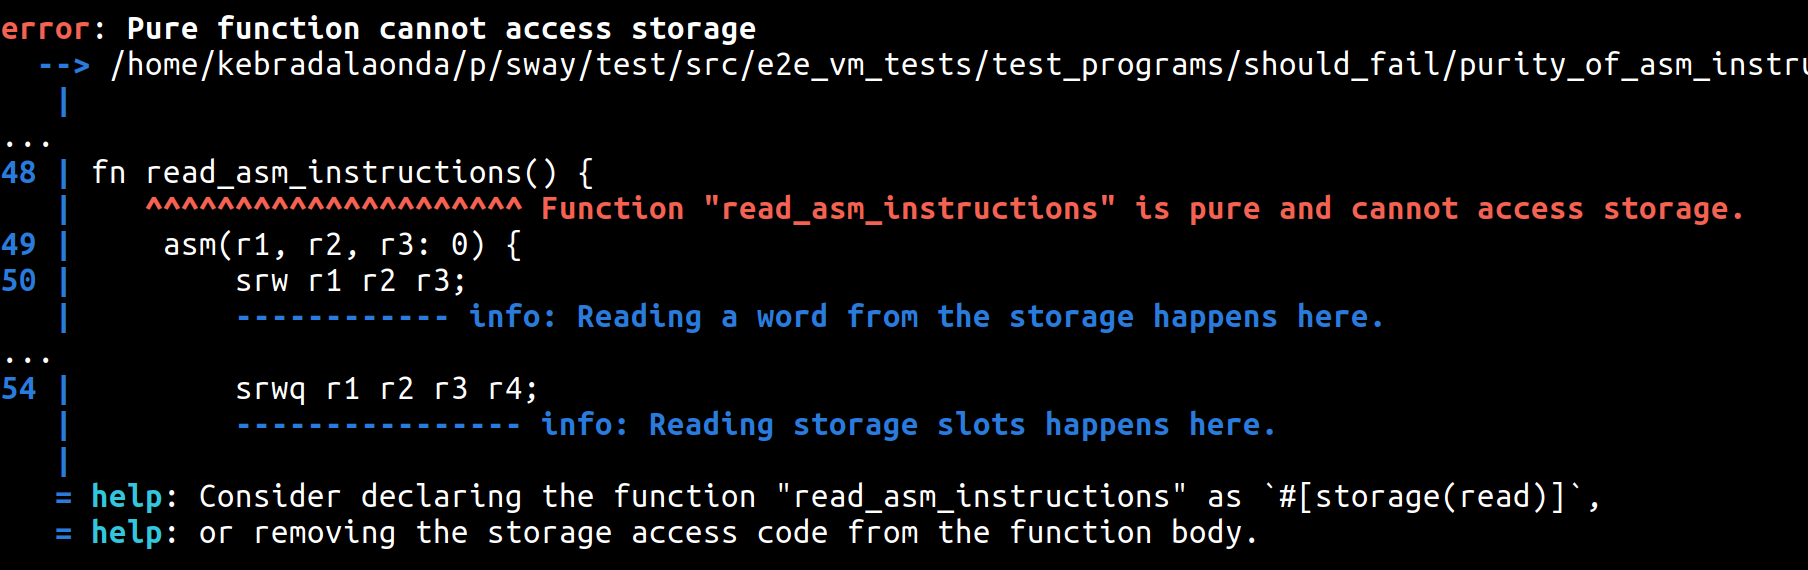 error: Pure function cannot access storage
  --> /home/kebradalaonda/p/sway/test/src/e2e_vm_tests/test_programs/should_fail/purity_of_asm_instru
   |
...
48 | fn read_asm_instructions() {
   |    ^^^^^^^^^^^^^^^^^^^^^ Function "read_asm_instructions" is pure and cannot access storage.
49 |     asm(r1, r2, r3: 0) {
50 |         srw r1 r2 r3;
   |         ------------ info: Reading a word from the storage happens here.
...
54 |         srwq r1 r2 r3 r4;
   |         ---------------- info: Reading storage slots happens here.
   |
   = help: Consider declaring the function "read_asm_instructions" as `#[storage(read)]`,
   = help: or removing the storage access code from the function body.